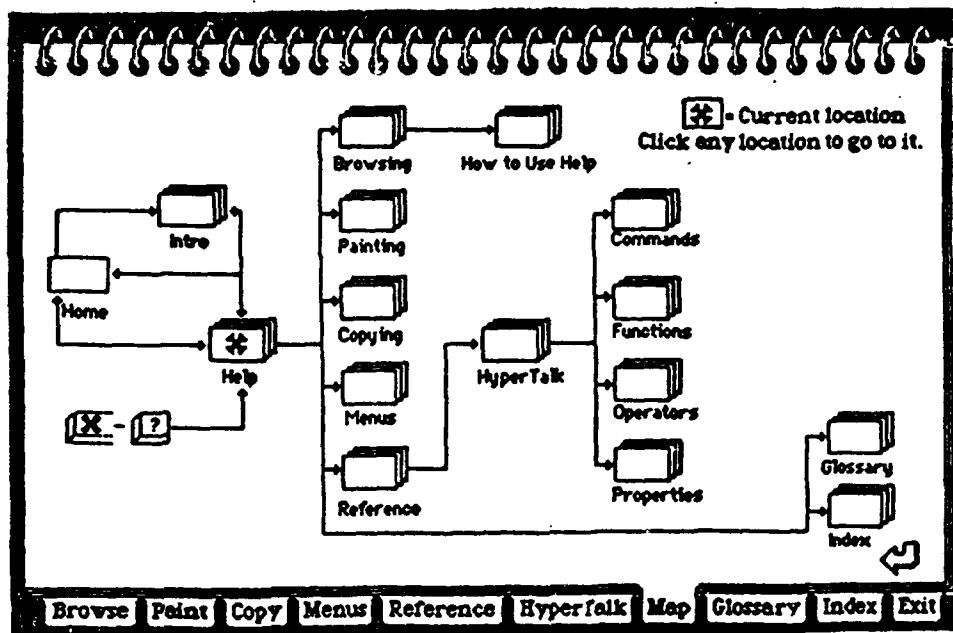 = Current location
Click any location to go to it.
Browsing
How to Use Help
Intro
Painting
Commands
Home
Copying
Functions
Help
HyperTalk
Menus
Operators
?
Reference
Properties
Glossary
Index
Browse Paint Copy Menus Reference HyperTalk Map Glossary Index Exit